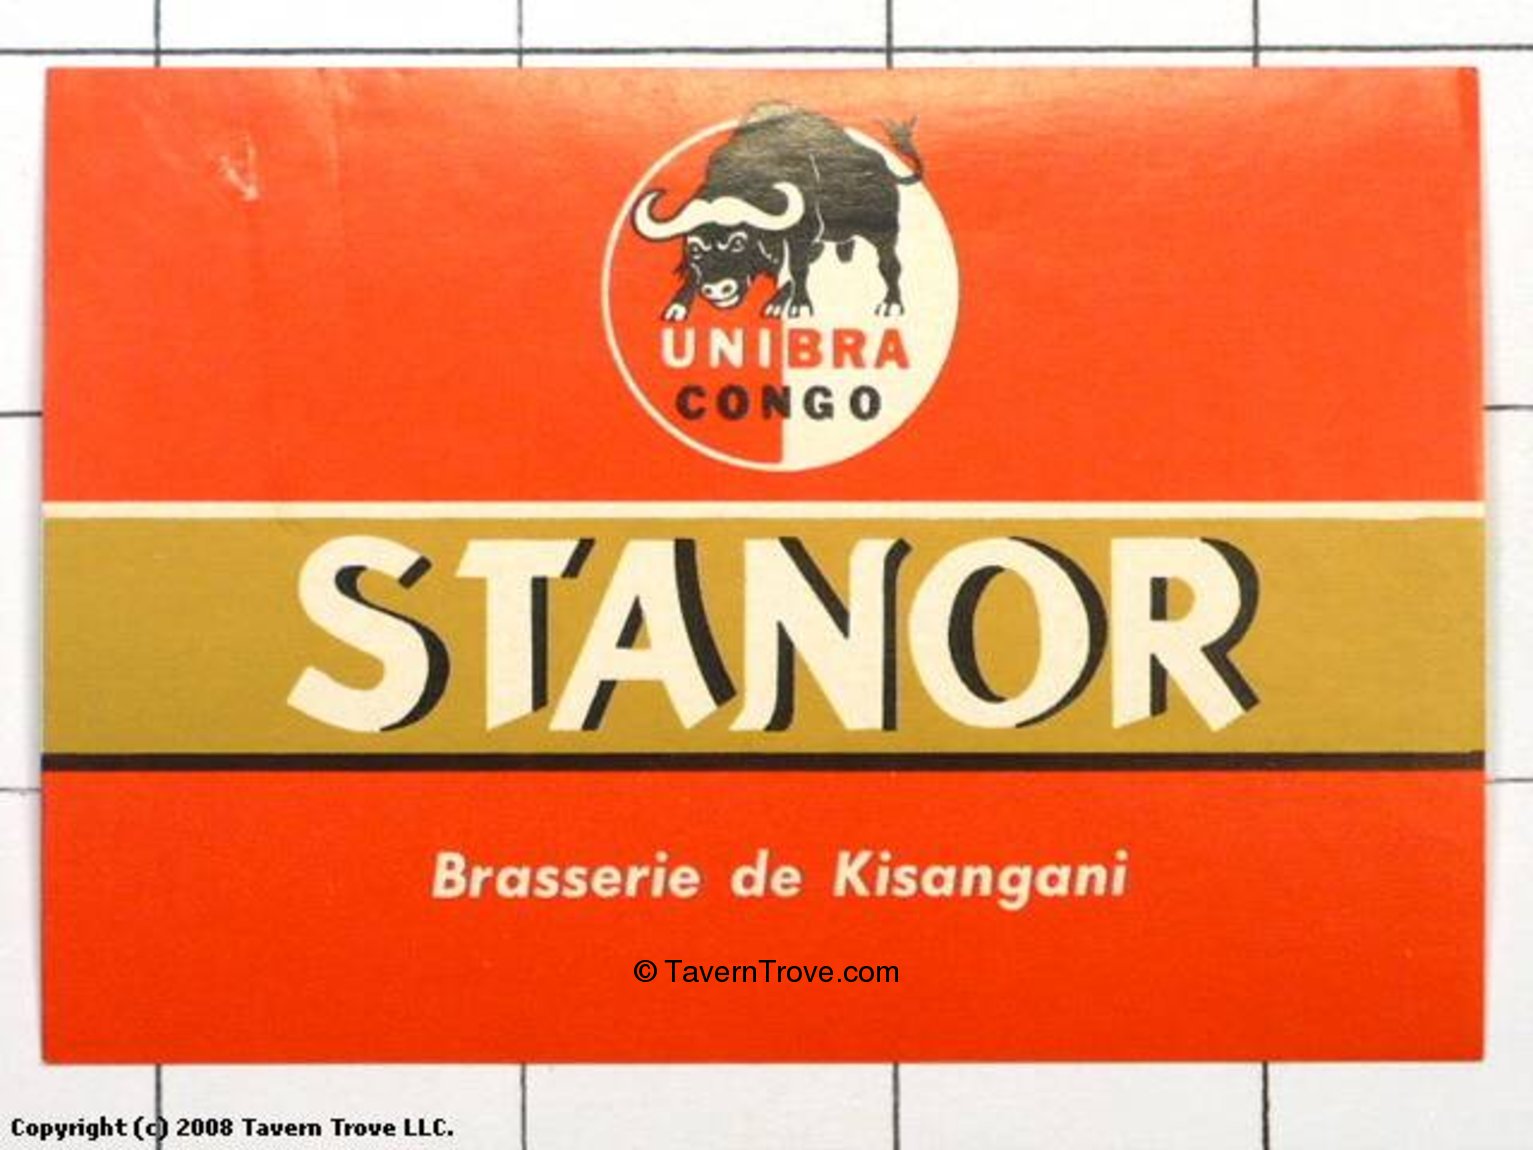 UNIBRA
CONGO
STANOR
Brasserie de Kisangani
© TavernTrove.com
Copyright (c) 2008 Tavern Trove LLC.